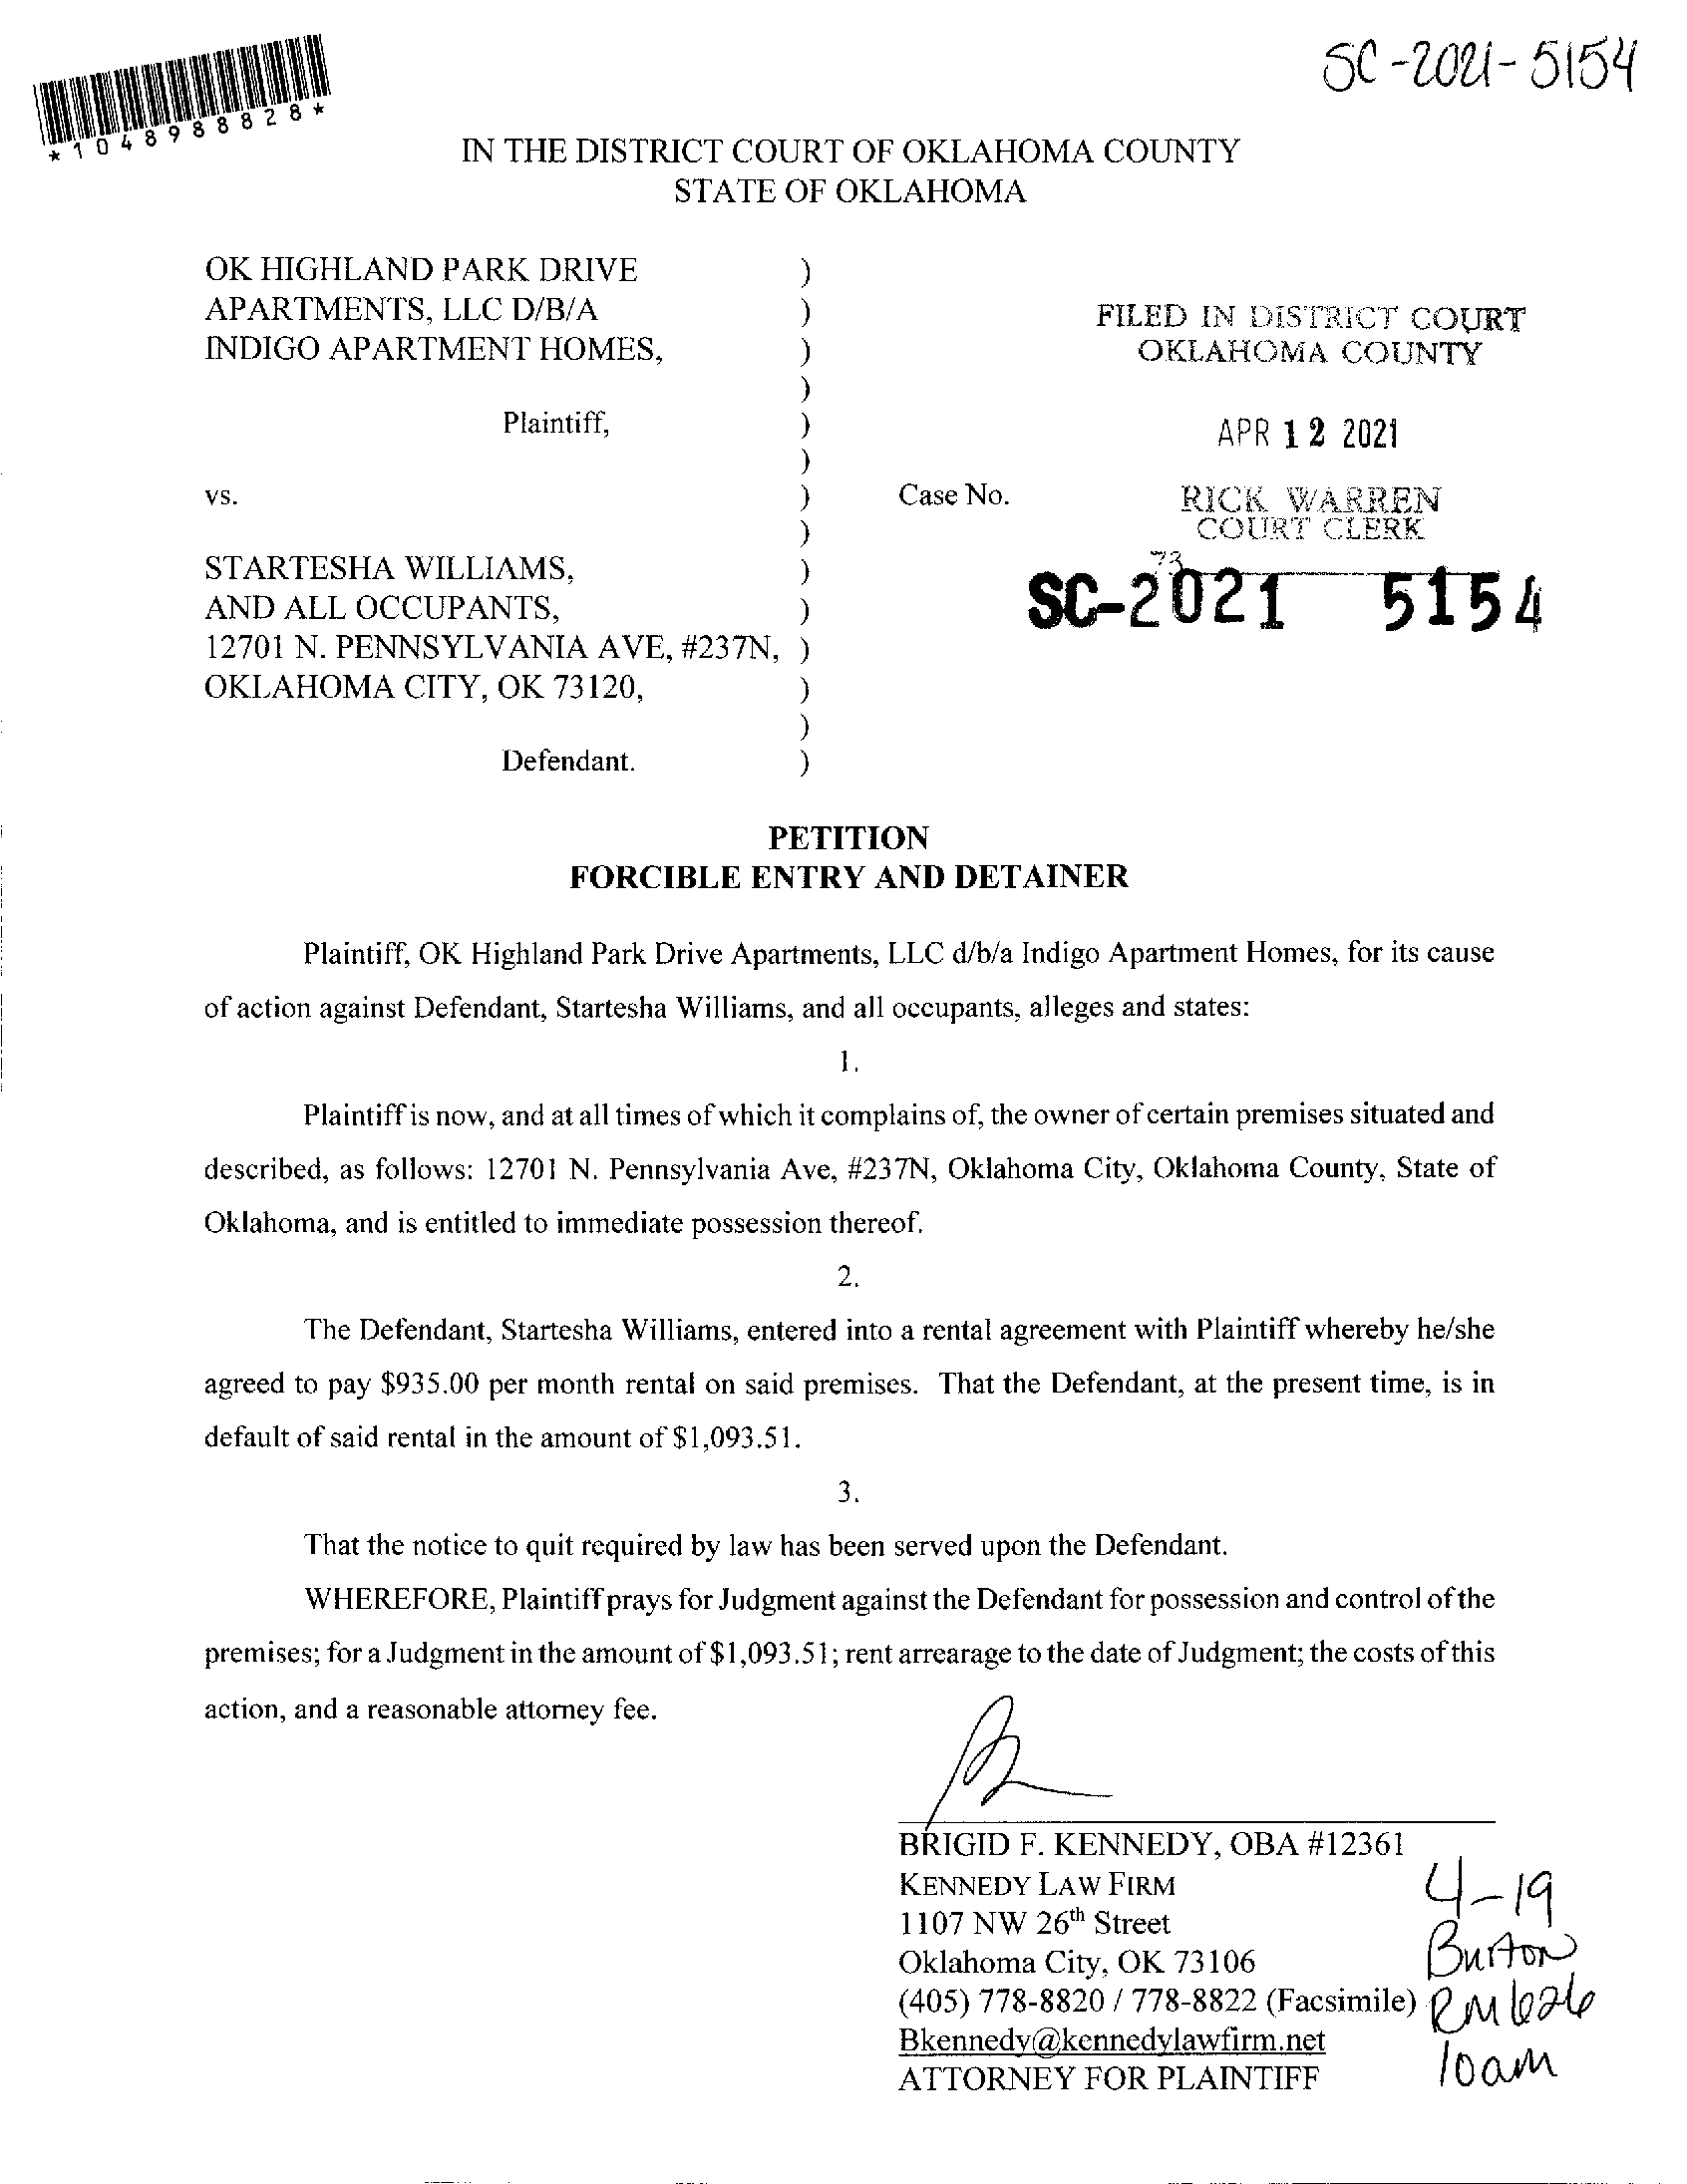 SC-2021-5154
*1048988828*
IN THE DISTRICT COURT OF OKLAHOMA COUNTY
STATE OF OKLAHOMA
OK HIGHLAND PARK DRIVE )
APARTMENTS, LLC D/B/A )
INDIGO APARTMENT HOMES, )
)
Plaintiff, )
)
vs. ) Case No.
)
STARTESHA WILLIAMS, )
AND ALL OCCUPANTS, )
12701 N. PENNSYLVANIA AVE, #237N, )
OKLAHOMA CITY, OK 73120, )
)
Defendant. )
FILED IN DISTRICT COURT
OKLAHOMA COUNTY
APR 12 2021
RICK WARREN
COURT CLERK
73
SC-2021 5154
PETITION
FORCIBLE ENTRY AND DETAINER
Plaintiff, OK Highland Park Drive Apartments, LLC d/b/a Indigo Apartment Homes, for its cause
of action against Defendant, Startesha Williams, and all occupants, alleges and states:
1.
Plaintiff is now, and at all times of which it complains of, the owner of certain premises situated and
described, as follows: 12701 N. Pennsylvania Ave, #237N, Oklahoma City, Oklahoma County, State of
Oklahoma, and is entitled to immediate possession thereof.
2.
The Defendant, Startesha Williams, entered into a rental agreement with Plaintiff whereby he/she
agreed to pay $935.00 per month rental on said premises. That the Defendant, at the present time, is in
default of said rental in the amount of $1,093.51.
3.
That the notice to quit required by law has been served upon the Defendant.
WHEREFORE, Plaintiff prays for Judgment against the Defendant for possession and control of the
premises; for a Judgment in the amount of $1,093.51; rent arrearage to the date of Judgment; the costs of this
action, and a reasonable attorney fee.
BRIGID F. KENNEDY, OBA #12361
KENNEDY LAW FIRM
1107 NW 26th Street
Oklahoma City, OK 73106
(405) 778-8820 / 778-8822 (Facsimile)
Bkennedy@kennedylawfirm.net
ATTORNEY FOR PLAINTIFF
4-19
Burton
RM 626
10am